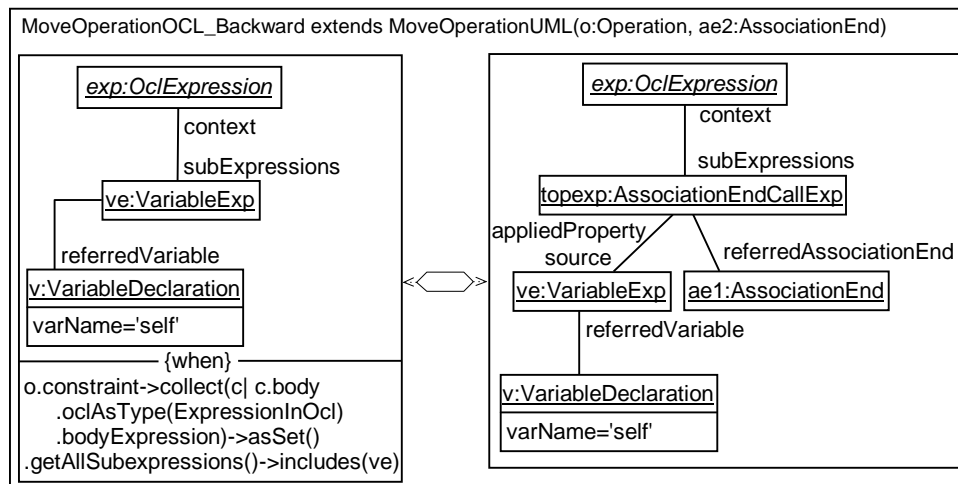 MoveOperationOCL_Backward extends MoveOperationUML(o:Operation, ae2:AssociationEnd)
exp:OclExpression
context
subExpressions
ve:VariableExp
referredVariable
v:VariableDeclaration
varName='self'
{when}
o.constraint->collect(c| c.body
.oclAsType(ExpressionInOcl)
.bodyExpression)->asSet()
.getAllSubexpressions()->includes(ve)
exp:OclExpression
context
subExpressions
topexp:AssociationEndCallExp
appliedProperty
source
referredAssociationEnd
ve:VariableExp
ae1:AssociationEnd
referredVariable
v:VariableDeclaration
varName='self'